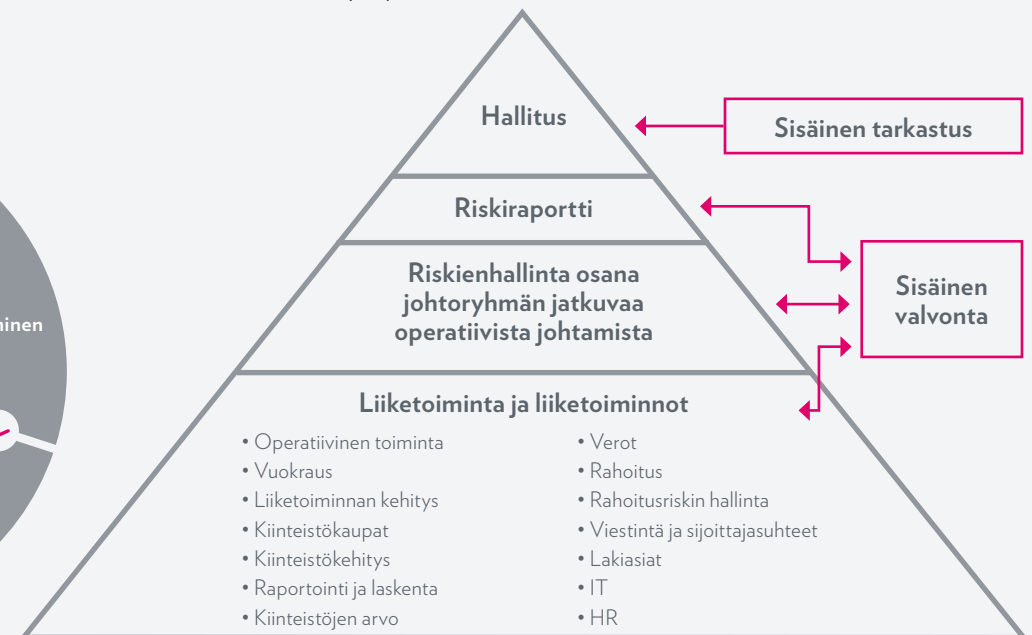 Hallitus
Sisäinen tarkastus
Riskiraportti
Riskienhallinta osana
johtoryhmän jatkuvaa
operatiivista johtamista
Sisäinen
valvonta
Liiketoiminta ja liiketoiminnot
• Operatiivinen toiminta
• Vuokraus
• Liiketoiminnan kehitys
• Kiinteistökaupat
• Kiinteistökehitys
• Raportointi ja laskenta
• Kiinteistöjen arvo
• Verot
• Rahoitus
• Rahoitusriskin hallinta
• Viestintä ja sijoittajasuhteet
• Lakiasiat
• IT
• HR